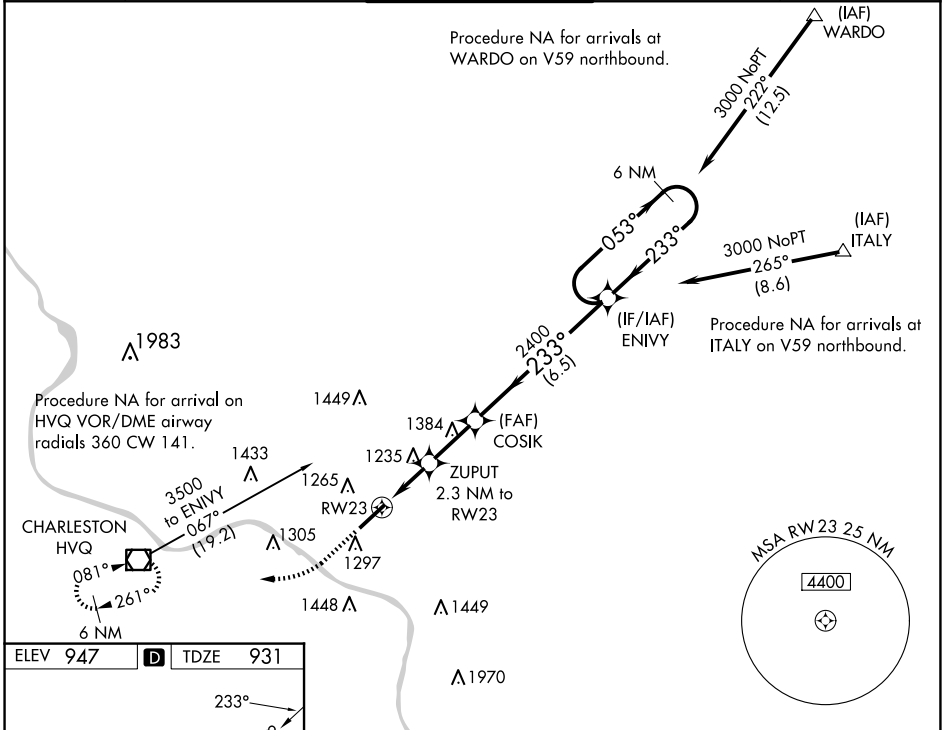 (IAF)
WARDO
Procedure NA for arrivals at
WARDO on V59 northbound.
3000 NoPT
222°
(12.5)
6 NM
053°
233°
(IAF)
ITALY
3000 NoPT
265°
(8.6)
(IF/IAF)
ENIVY
Procedure NA for arrivals at
ITALY on V59 northbound.
2400
233°
(6.5)
1983
Procedure NA for arrival on
HVQ VOR/DME airway
radials 360 CW 141.
1449
1384
(FAF)
COSIK
1235
ZUPUT
2.3 NM to
RW23
1433
1265
RW23
3500
to ENIVY
067°
(19.2)
CHARLESTON
HVQ
1305
1297
081°
261°
6 NM
1448
1449
1970
MSA RW23 25 NM
4400
ELEV 947 D TDZE 931
233°